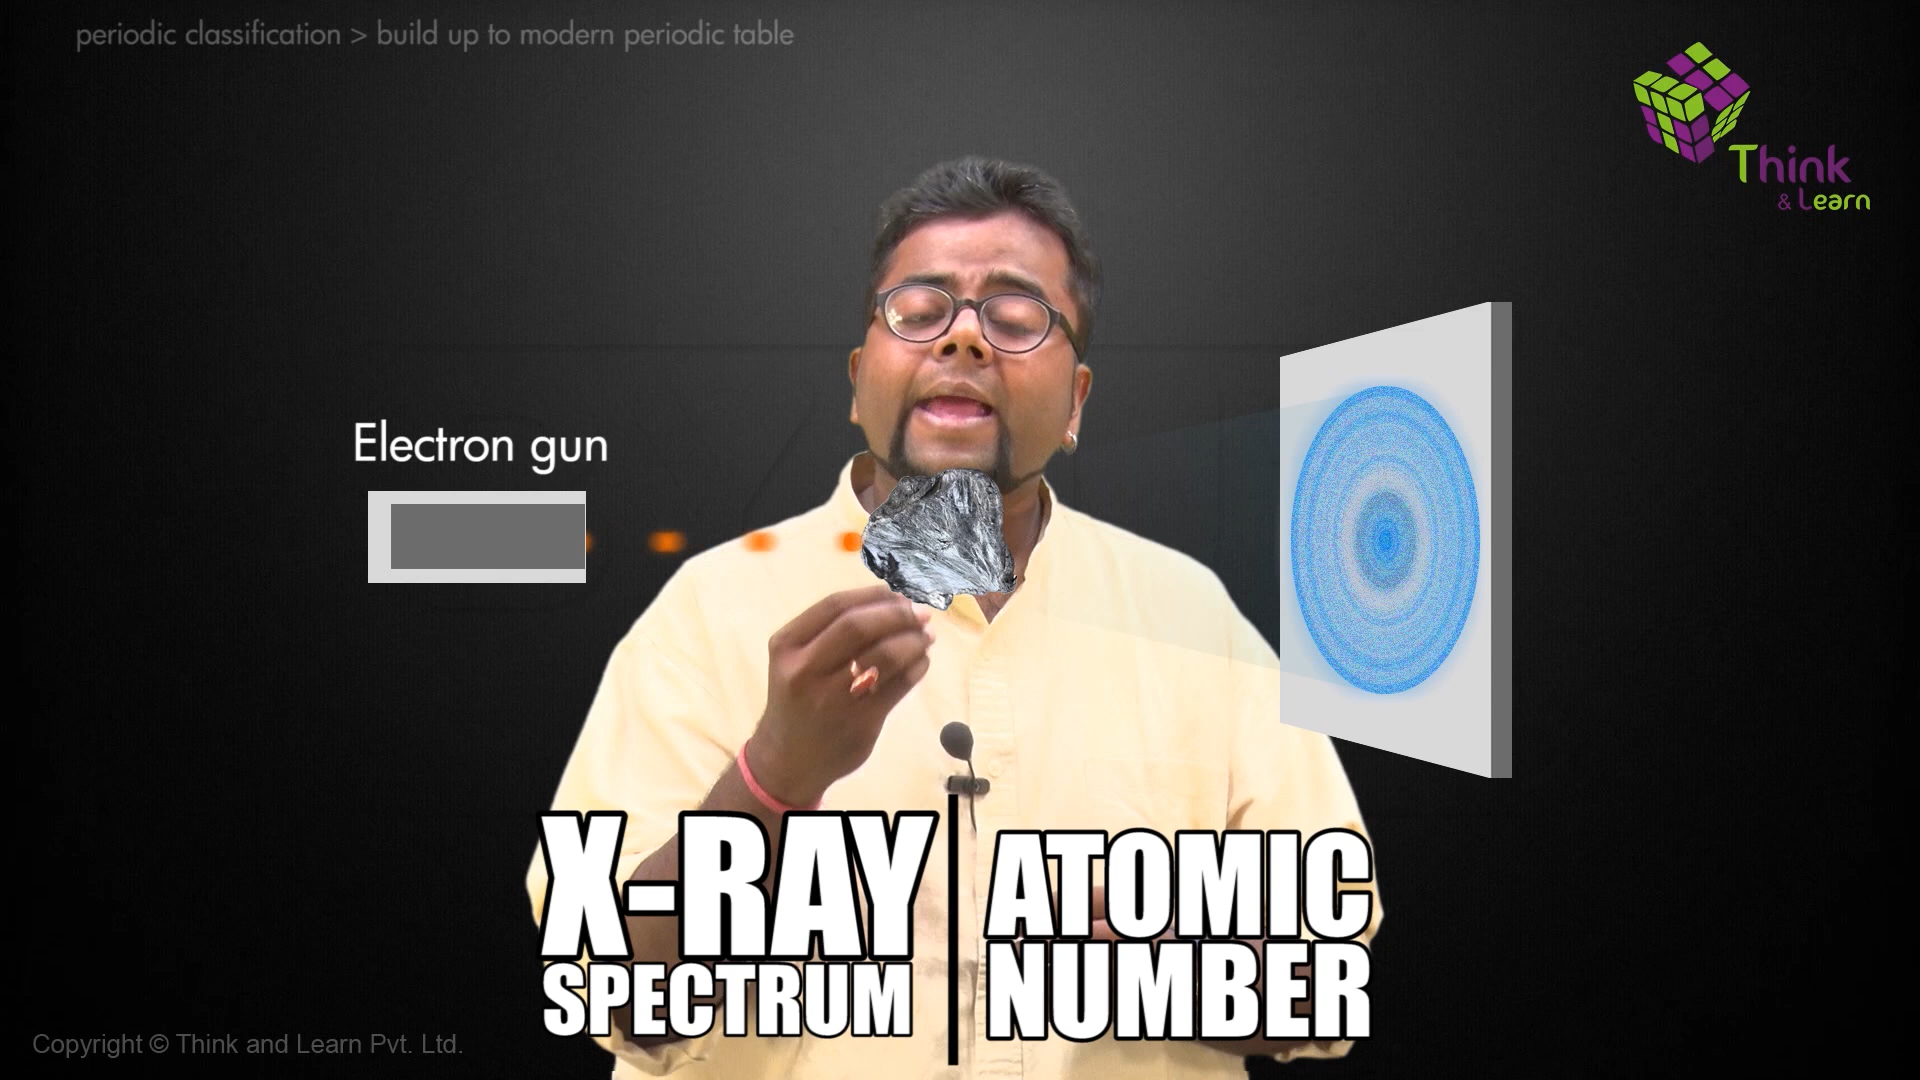 periodic classification > build up to modern periodic table
Think
& Learn
Electron gun
X-RAY
SPECTRUM
ATOMIC
NUMBER
Copyright © Think and Learn Pvt. Ltd.